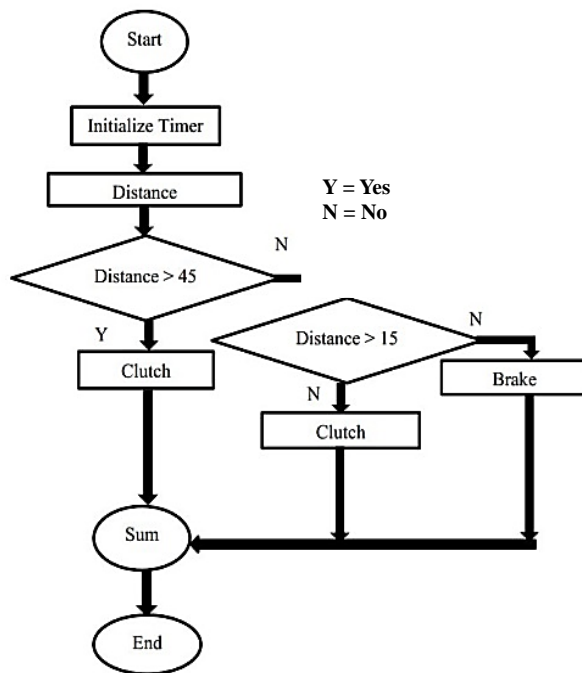 Start
Initialize Timer
Distance
Y = Yes
N = No
N
Distance > 45
Y
Clutch
N
Distance > 15
Brake
N
Clutch
Sum
End